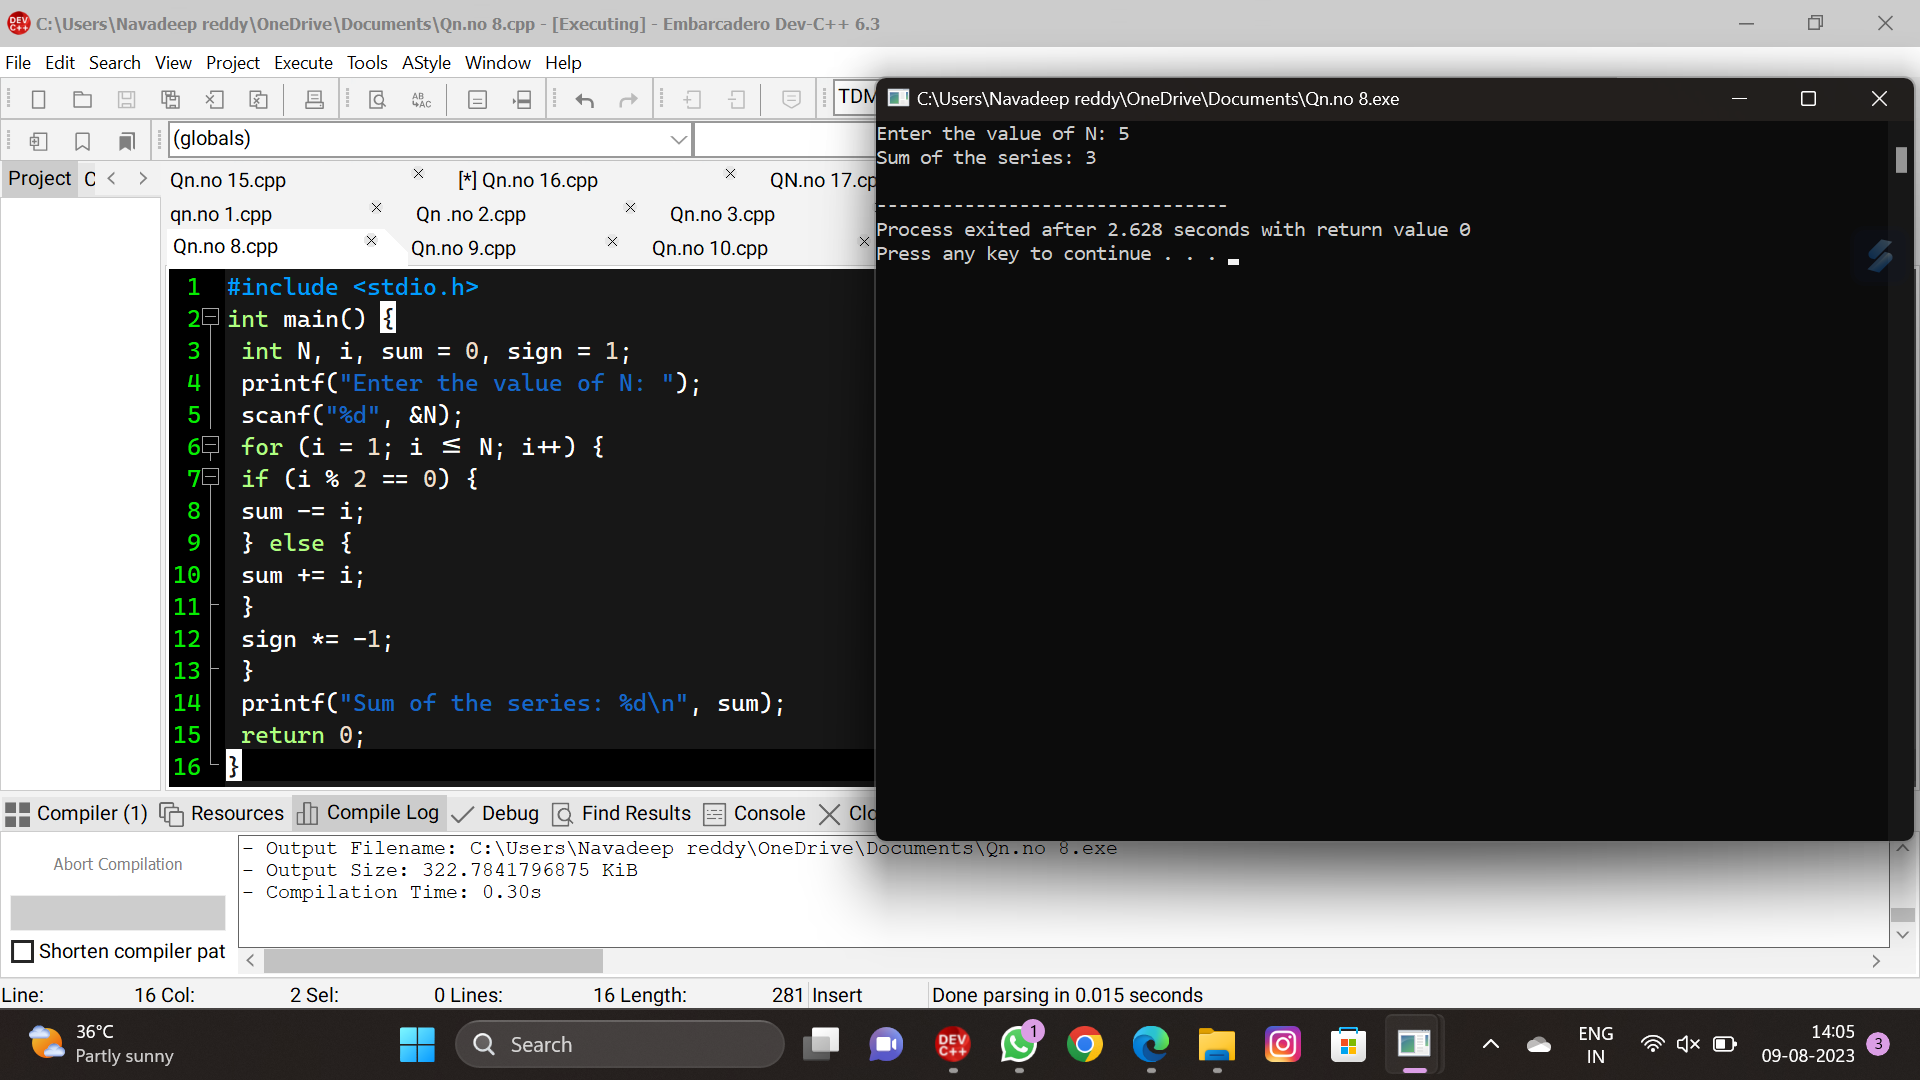 C:\Users\Navadeep reddy\OneDrive\Documents\Qn.no 8.cpp - [Executing] - Embarcadero Dev-C++ 6.3
File Edit Search View Project Execute Tools AStyle Window Help
TDM
(globals)
Project
Qn.no 15.cpp
[*] Qn.no 16.cpp
QN.no 17.cp
qn.no 1.cpp
Qn .no 2.cpp
Qn.no 3.cpp
Qn.no 8.cpp
Qn.no 9.cpp
Qn.no 10.cpp
1 #include <stdio.h>
2 int main() {
3 int N, i, sum = 0, sign = 1;
4 printf("Enter the value of N: ");
5 scanf("%d", &N);
6 for (i = 1; i ≤ N; i++) {
7 if (i % 2 == 0) {
8 sum -= i;
9 } else {
10 sum += i;
11 }
12 sign *= -1;
13 }
14 printf("Sum of the series: %d\n", sum);
15 return 0;
16 }
C:\Users\Navadeep reddy\OneDrive\Documents\Qn.no 8.exe
Enter the value of N: 5
Sum of the series: 3
--------------------------------
Process exited after 2.628 seconds with return value 0
Press any key to continue . . .
Compiler (1) Resources Compile Log Debug Find Results Console Clo
Abort Compilation
Shorten compiler pat
- Output Filename: C:\Users\Navadeep reddy\OneDrive\Documents\Qn.no 8.exe
- Output Size: 322.7841796875 KiB
- Compilation Time: 0.30s
Line: 16 Col: 2 Sel: 0 Lines: 16 Length: 281 Insert Done parsing in 0.015 seconds
36°C
Partly sunny
Search
DEV C++
1
ENG
IN
14:05
09-08-2023
3